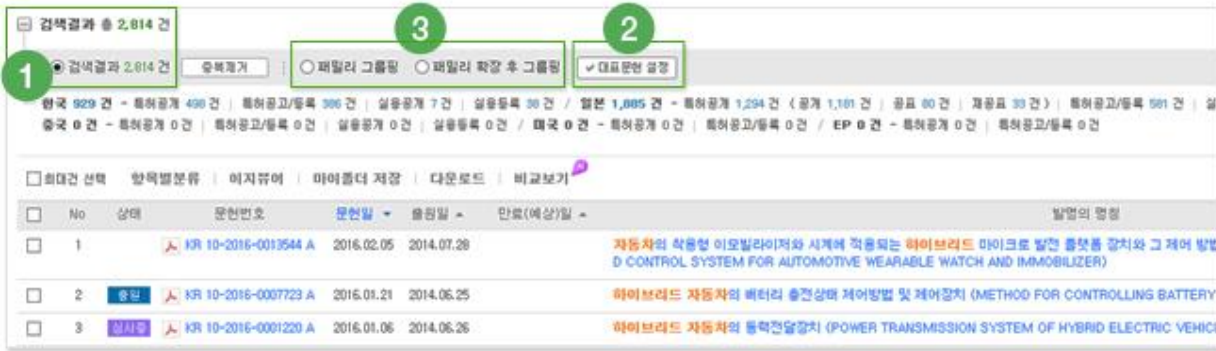 검색결과 총 2,814 건
3
2
1
검색결과 2,814 건 중복제거 패밀리 그룹핑 패밀리 확장 후 그룹핑 대표문헌 설정
한국 929 건 - 특허공개 498 건 | 특허공고/등록 386 건 | 실용공개 7 건 | 실용등록 38 건 / 일본 1,885 건 - 특허공개 1,294 건 ( 공개 1,181 건 | 공표 80 건 | 재공표 33 건 ) | 특허공고/등록 581 건 |
중국 0 건 - 특허공개 0 건 | 특허공고/등록 0 건 | 실용공개 0 건 | 실용등록 0 건 / 미국 0 건 - 특허공개 0 건 | 특허공고/등록 0 건 / EP 0 건 - 특허공개 0 건 | 특허공고/등록 0 건
최대건 선택 항목별분류 | 이지뷰어 | 마이폴더 저장 | 다운로드 | 비교보기
No 상태 문헌번호 문헌일 출원일 만료(예상)일 발명의 명칭
1 KR 10-2016-0013544 A 2016.02.05 2014.07.28 자동차의 착용형 이모빌라이저와 시계에 적용되는 하이브리드 마이크로 발전 플랫폼 장치와 그 제어 방법
D CONTROL SYSTEM FOR AUTOMOTIVE WEARABLE WATCH AND IMMOBILIZER)
2 출원 KR 10-2016-0007723 A 2016.01.21 2014.06.25 하이브리드 자동차의 배터리 충전상태 제어방법 및 제어장치 (METHOD FOR CONTROLLING BATTERY
3 심사중 KR 10-2016-0001220 A 2016.01.06 2014.06.26 하이브리드 자동차의 동력전달장치 (POWER TRANSMISSION SYSTEM OF HYBRID ELECTRIC VEHIC